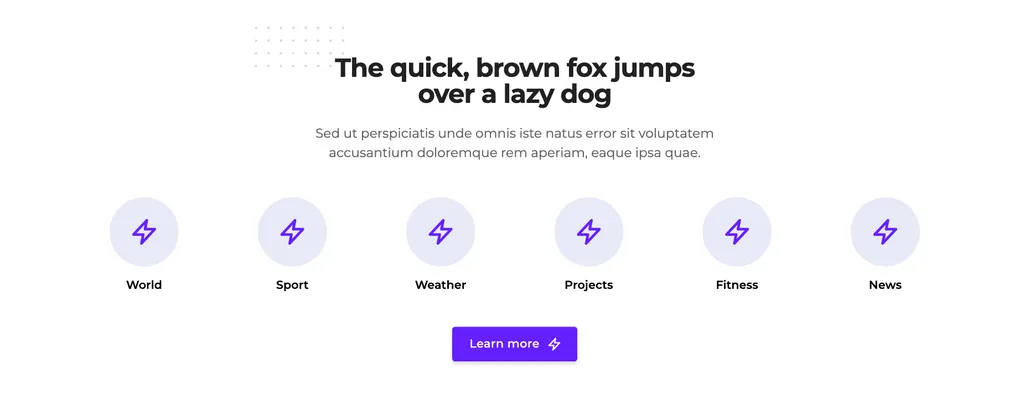 The quick, brown fox jumps
over a lazy dog
Sed ut perspiciatis unde omnis iste natus error sit voluptatem
accusantium doloremque rem aperiam, eaque ipsa quae.
World
Sport
Weather
Projects
Fitness
News
Learn more